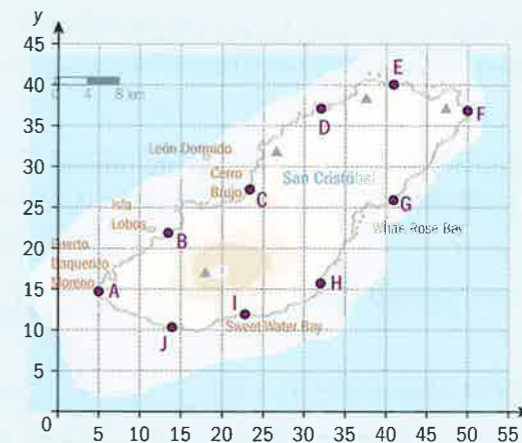 y
45
40
35
30
25
20
15
10
5
0
5 10 15 20 25 30 35 40 45 50 55
0 4 8 km
E
F
D
León Dormido
Cerro
Brujo
San Cristóbal
C
G
Isla
Lobos
B
White Rose Bay
Puerto
Baquerizo
Moreno
A
H
I
Sweet Water Bay
J